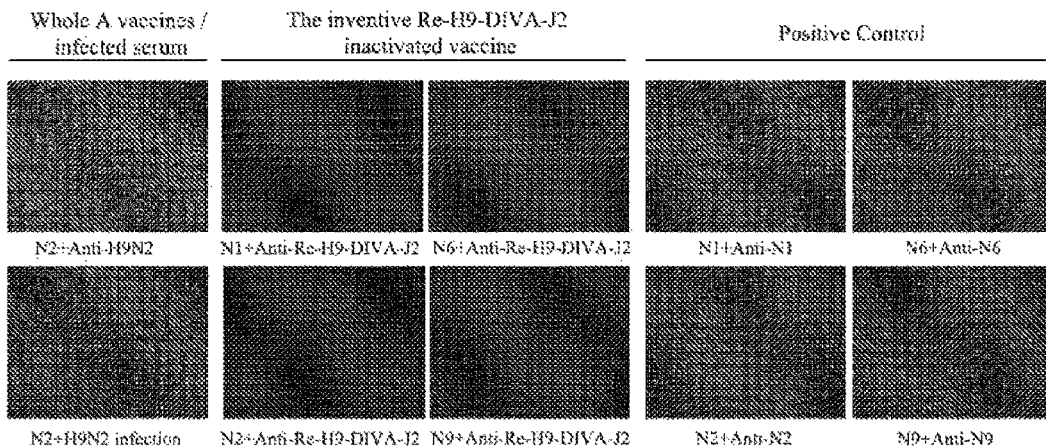 Whole A vaccines /
infected serum
The inventive Re-H9-DIVA-J2
inactivated vaccine
Positive Control
N2+Anti-H9N2
N1+Anti-Re-H9-DIVA-J2
N6+Anti-Re-H9-DIVA-J2
N1+Anti-N1
N6+Anti-N6
N2+H9N2 infection
N2+Anti-Re-H9-DIVA-J2
N9+Anti-Re-H9-DIVA-J2
N2+Anti-N2
N9+Anti-N9